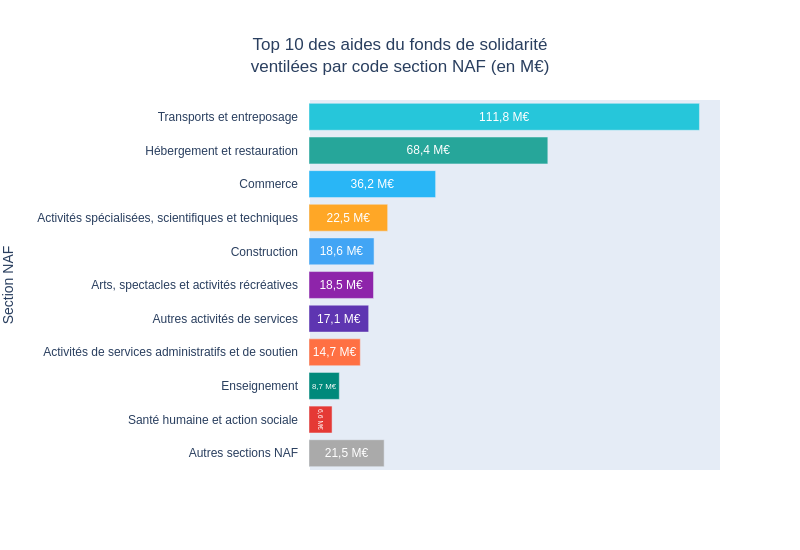 Top 10 des aides du fonds de solidarité
ventilées par code section NAF (en M€)
Section NAF
Transports et entreposage 111,8 M€
Hébergement et restauration 68,4 M€
Commerce 36,2 M€
Activités spécialisées, scientifiques et techniques 22,5 M€
Construction 18,6 M€
Arts, spectacles et activités récréatives 18,5 M€
Autres activités de services 17,1 M€
Activités de services administratifs et de soutien 14,7 M€
Enseignement 8,7 M€
Santé humaine et action sociale 6,6 M€
Autres sections NAF 21,5 M€